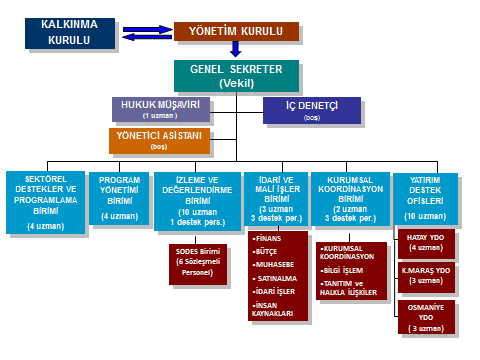 KALKINMA
KURULU
YÖNETİM KURULU
GENEL SEKRETER
(Vekil)
HUKUK MÜŞAVİRİ
(1 uzman )
İÇ DENETÇİ
(boş)
YÖNETİCİ ASİSTANI
(boş)
SEKTÖREL
DESTEKLER VE
PROGRAMLAMA
BİRİMİ
(4 uzman)
PROGRAM
YÖNETİMİ
BİRİMİ
(4 uzman)
İZLEME VE
DEĞERLENDİRME
BİRİMİ
(10 uzman
1 destek pers.)
İDARİ VE
MALİ İŞLER
BİRİMİ
(3 uzman
3 destek per.)
KURUMSAL
KOORDİNASYON
BİRİMİ
(2 uzman
3 destek per.)
YATIRIM
DESTEK
OFİSLERİ
(10 uzman)
SODES Birimi
(6 Sözleşmeli
Personel)
•FİNANS
•BÜTÇE
•MUHASEBE
• SATINALMA
•İDARİ İŞLER
•İNSAN
KAYNAKLARI
•KURUMSAL
KOORDİNASYON
•BİLGİ İŞLEM
•TANITIM ve
HALKLA İLİŞKİLER
HATAY YDO
(4 uzman)
K.MARAŞ YDO
(3 uzman)
OSMANİYE
YDO
( 3 uzman)